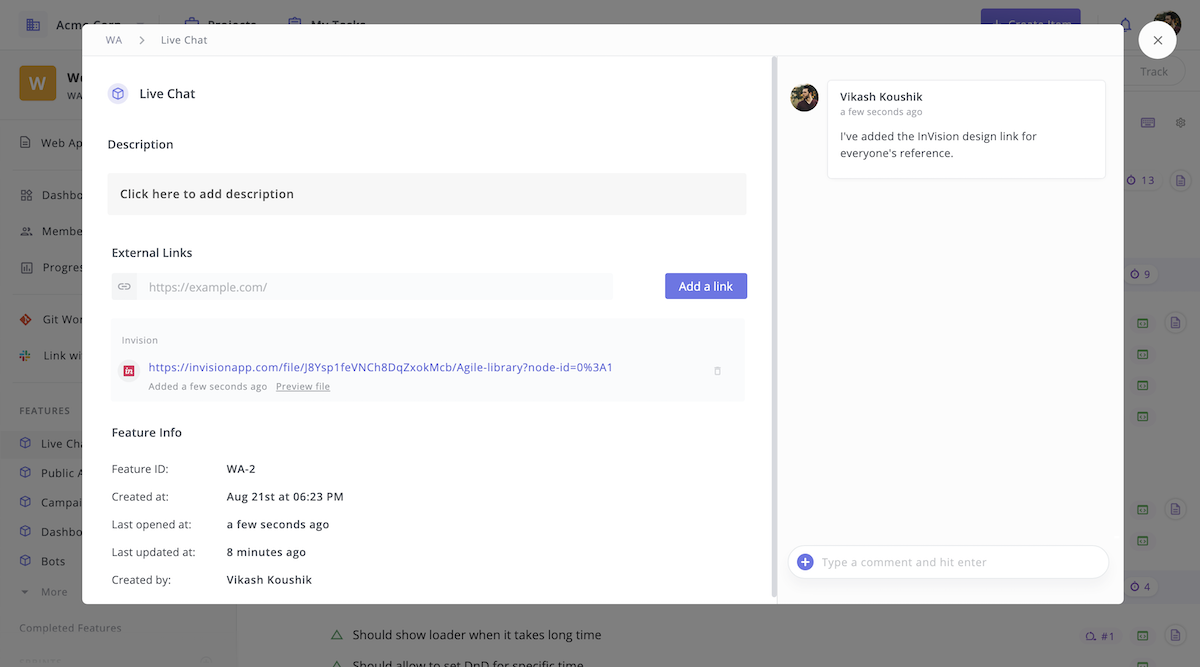 Acme Corp
Projects
My Tasks
Create Item
WA
Live Chat
W
WA
Track
Live Chat
Vikash Koushik
a few seconds ago
I've added the InVision design link for
everyone's reference.
Description
Click here to add description
Web Ap
Dashbo
Membe
Progres
Git Wor
Link wi
13
9
External Links
https://example.com/
Add a link
Invision
in
https://invisionapp.com/file/J8Ysp1feVNCh8DqZxokMcb/Agile-library?node-id=0%3A1
Added a few seconds ago
Preview file
FEATURES
Live Cha
Public A
Campai
Dashbo
Bots
More
Completed Features
Feature Info
Feature ID:
WA-2
Created at:
Aug 21st at 06:23 PM
Last opened at:
a few seconds ago
Last updated at:
8 minutes ago
Created by:
Vikash Koushik
Type a comment and hit enter
4
Should show loader when it takes long time
#1
Should allow to set DnD for specific time